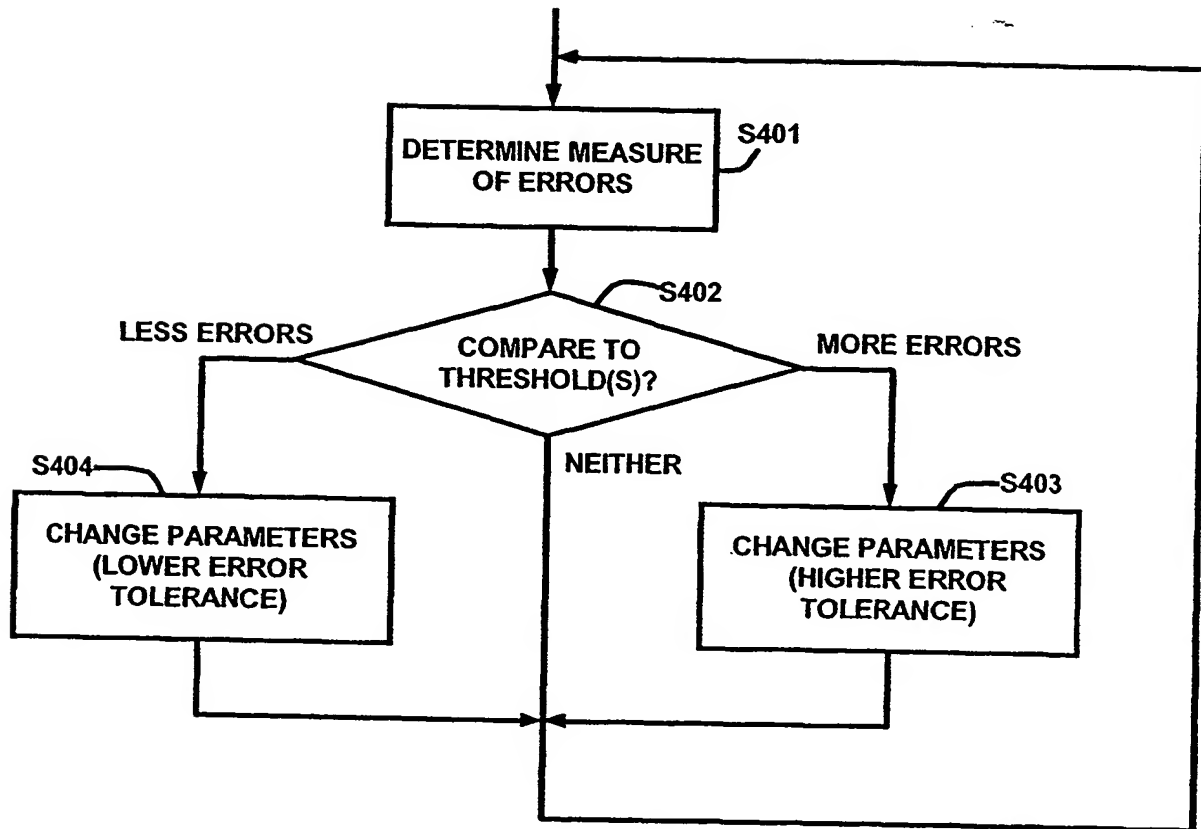 DETERMINE MEASURE
OF ERRORS
S401
S402
LESS ERRORS
COMPARE TO
THRESHOLD(S)?
MORE ERRORS
NEITHER
S404
CHANGE PARAMETERS
(LOWER ERROR
TOLERANCE)
S403
CHANGE PARAMETERS
(HIGHER ERROR
TOLERANCE)